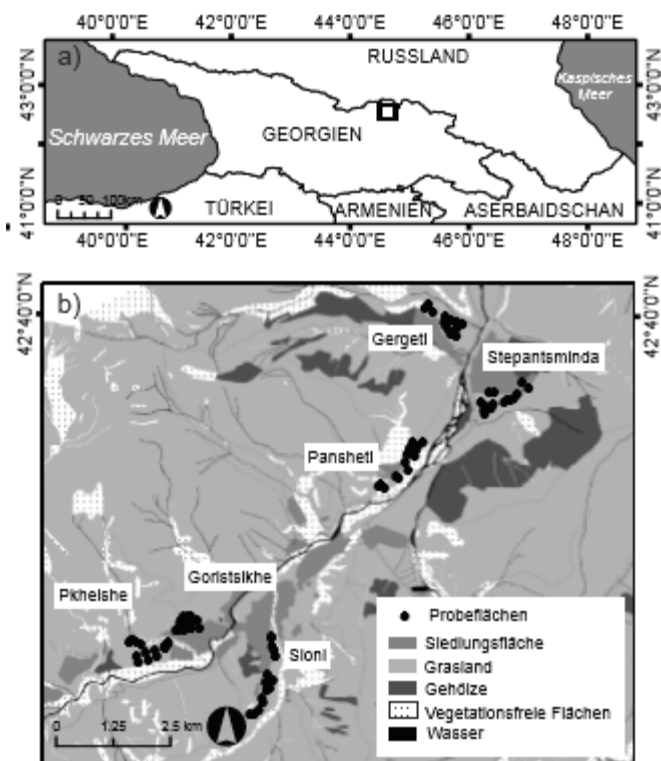 40°0'0"E 42°0'0"E 44°0'0"E 46°0'0"E 48°0'0"E
a)
RUSSLAND
Kaspisches
Meer
43°0'0"N
43°0'0"N
Schwarzes Meer
GEORGIEN
0 50 100km
TÜRKEI
ARMENIEN
ASERBAIDSCHAN
41°0'0"N
41°0'0"N
40°0'0"E 42°0'0"E 44°0'0"E 46°0'0"E 48°0'0"E
b)
42°40'0"N
42°40'0"N
Gergeti
Stepantsminda
Pansheti
Goristsikhe
Pkhelshe
Sioni
Probeflächen
Siedlungsfläche
Grasland
Gehölze
Vegetationsfreie Flächen
Wasser
0 1.25 2.5 km